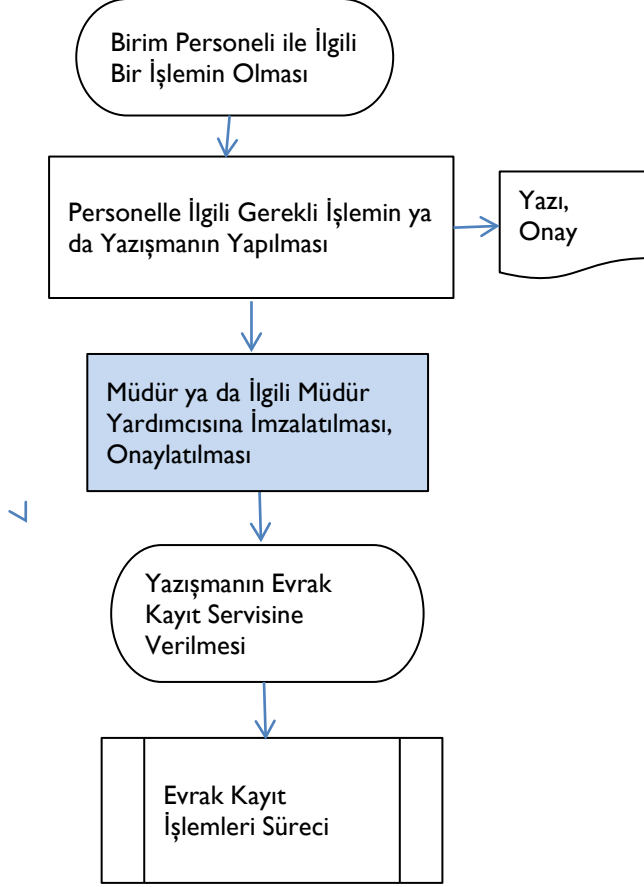 Birim Personeli ile İlgili
Bir İşlemin Olması
Personelle İlgili Gerekli İşlemin ya
da Yazışmanın Yapılması
Yazı,
Onay
Müdür ya da İlgili Müdür
Yardımcısına İmzalatılması,
Onaylatılması
Yazışmanın Evrak
Kayıt Servisine
Verilmesi
Evrak Kayıt
İşlemleri Süreci